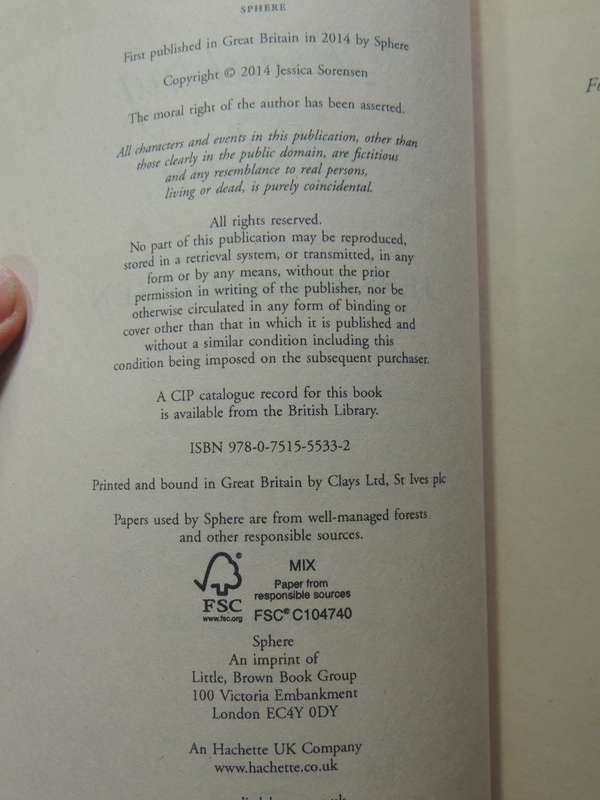 SPHERE
First published in Great Britain in 2014 by Sphere
Copyright © 2014 Jessica Sorensen
The moral right of the author has been asserted.
All characters and events in this publication, other than
those clearly in the public domain, are fictitious
and any resemblance to real persons,
living or dead, is purely coincidental.
All rights reserved.
No part of this publication may be reproduced,
stored in a retrieval system, or transmitted, in any
form or by any means, without the prior
permission in writing of the publisher, nor be
otherwise circulated in any form of binding or
cover other than that in which it is published and
without a similar condition including this
condition being imposed on the subsequent purchaser.
A CIP catalogue record for this book
is available from the British Library.
ISBN 978-0-7515-5533-2
Printed and bound in Great Britain by Clays Ltd, St Ives plc
Papers used by Sphere are from well-managed forests
and other responsible sources.
FSC®
www.fsc.org
MIX
Paper from
responsible sources
FSC® C104740
Sphere
An imprint of
Little, Brown Book Group
100 Victoria Embankment
London EC4Y 0DY
An Hachette UK Company
www.hachette.co.uk